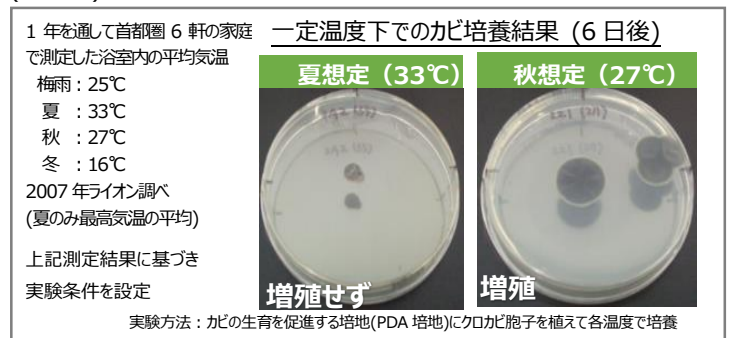 1 年を通して首都圏 6 軒の家庭
で測定した浴室内の平均気温
梅雨：25℃
夏 ：33℃
秋 ：27℃
冬 ：16℃
2007 年ライオン調べ
(夏のみ最高気温の平均)
上記測定結果に基づき
実験条件を設定
一定温度下でのカビ培養結果 (6 日後)
夏想定（33℃）
増殖せず
秋想定（27℃）
増殖
実験方法：カビの生育を促進する培地(PDA 培地)にクロカビ胞子を植えて各温度で培養